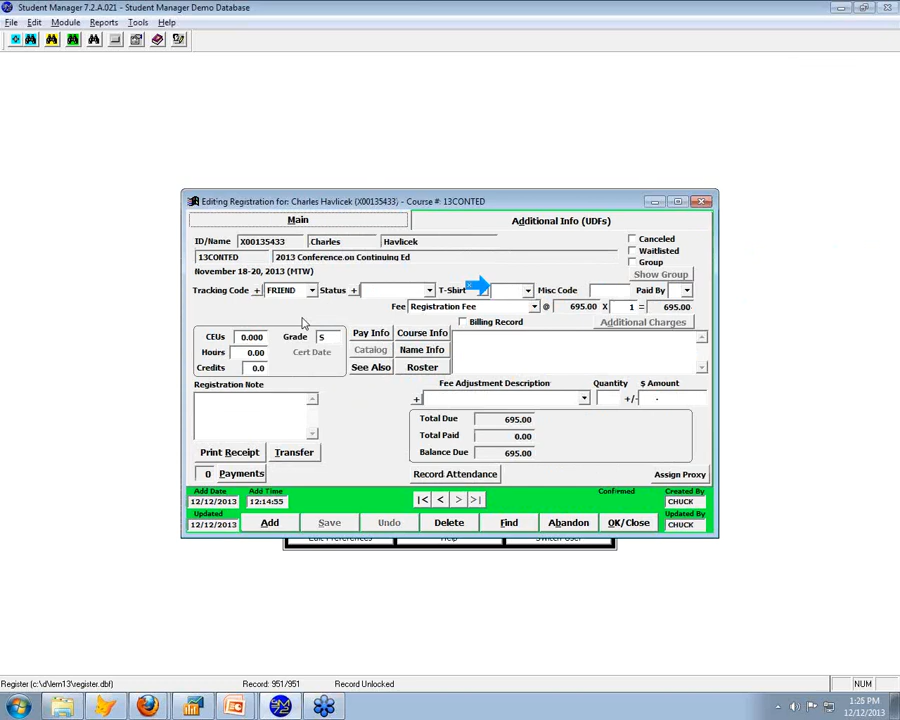 Student Manager 7.2.A.021 - Student Manager Demo Database
File Edit Module Reports Tools Help
Editing Registration for: Charles Havlicek (X00135433) - Course #: 13CONTED
Main Additional Info (UDFs)
ID/Name X00135433 Charles Havlicek Canceled
13CONTED 2013 Conference on Continuing Ed Waitlisted
Group
November 18-20, 2013 (MTW) Show Group
Tracking Code + FRIEND Status + T-Shirt Misc Code Paid By
Fee Registration Fee @ 695.00 X 1 = 695.00
Billing Record Additional Charges
CEUs 0.000 Grade S Pay Info Course Info
Hours 0.00 Cert Date Catalog Name Info
Credits 0.0 See Also Roster
Registration Note Fee Adjustment Description Quantity $ Amount
+ +/- .
Total Due 695.00
Total Paid 0.00
Print Receipt Transfer Balance Due 695.00
0 Payments Record Attendance Assign Proxy
Add Date Add Time Confirmed Created By
12/12/2013 12:14:55 |< < > >| CHUCK
Updated Updated By
12/12/2013 Add Save Undo Delete Find Abandon OK/Close CHUCK
Edit Preferences Help Switch User
Register (c:\d\lern13\register.dbf) Record: 951/951 Record Unlocked NUM
1:25 PM
12/12/2013